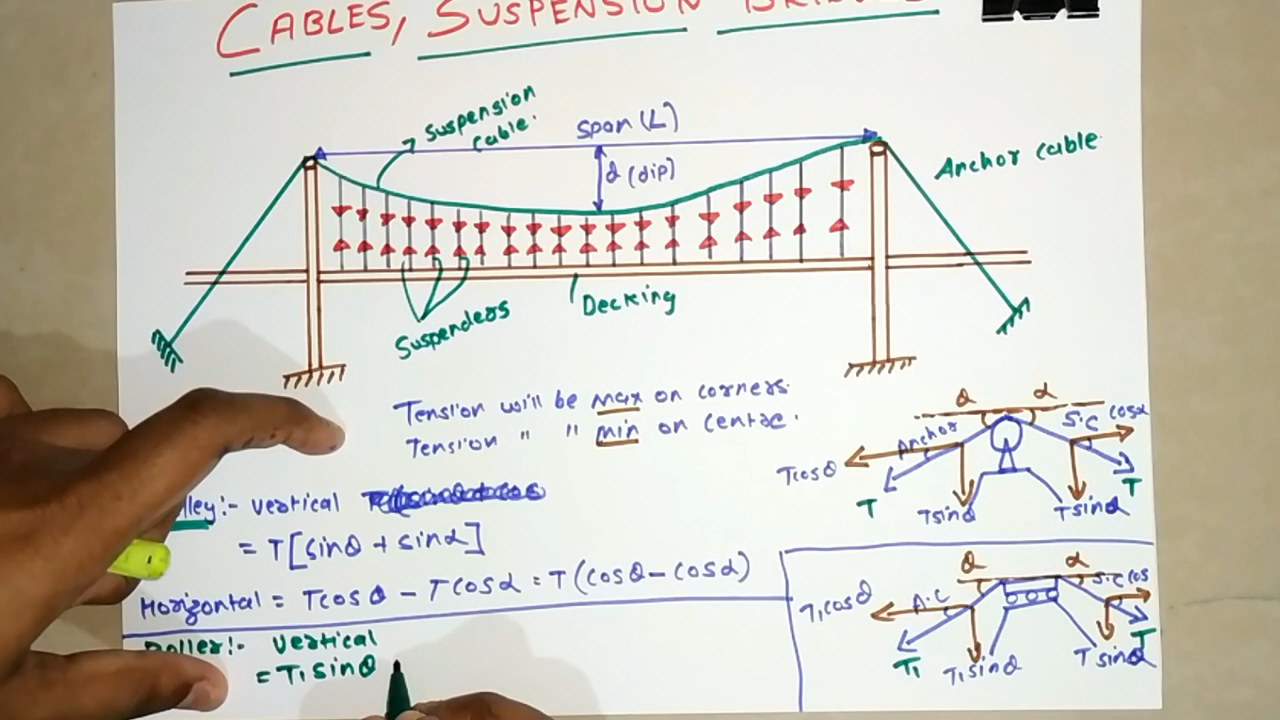 CABLES, SUSPENSION
suspension
cable.
span (L)
d (dip)
Anchor cable
Suspenders
Decking
Tension will be max on corners.
Tension " " min on centre.
θ α
Anchor
S.C cosα
Tcosθ
T
Tsinθ
Tsinα
T
lley:- vertical
= T[sinθ + sinα]
Horizontal = Tcosθ - Tcosα = T(cosθ - cosα)
θ α
A.C
S.C cos
T₁cosθ
T₁
T₁sinθ
T
Roller:- vertical
= T₁sinθ